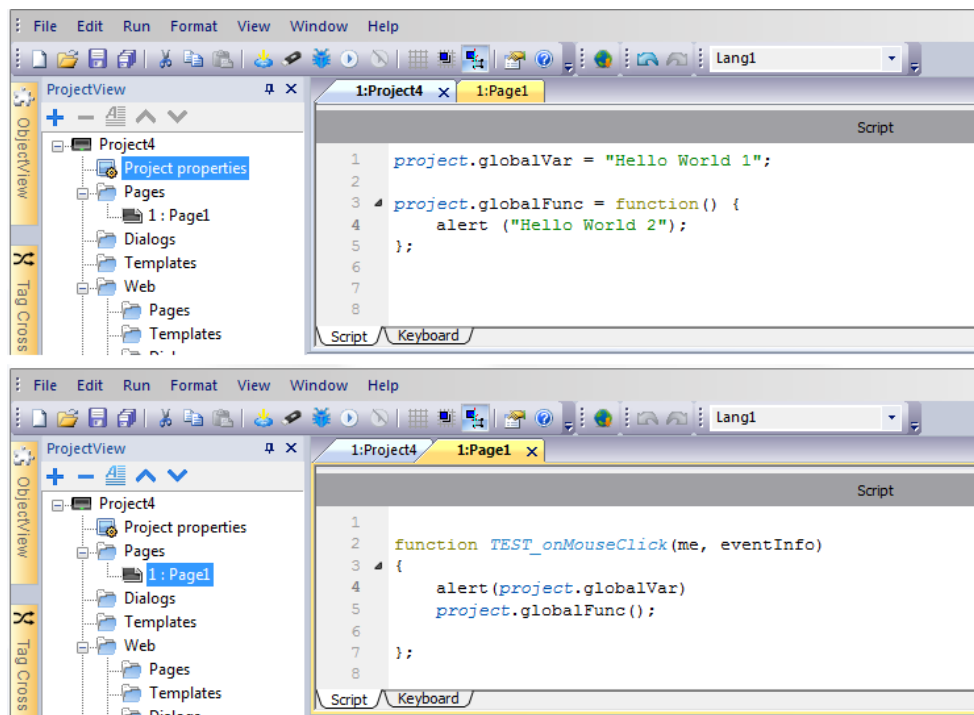 File Edit Run Format View Window Help
Lang1
ProjectView
1:Project4 1:Page1
ObjectView
Tag Cross
Project4
Project properties
Pages
1 : Page1
Dialogs
Templates
Web
Pages
Templates
Script
1 project.globalVar = "Hello World 1";
2
3 project.globalFunc = function() {
4 alert ("Hello World 2");
5 };
6
7
8
Script Keyboard
File Edit Run Format View Window Help
Lang1
ProjectView
1:Project4 1:Page1
ObjectView
Tag Cross
Project4
Project properties
Pages
1 : Page1
Dialogs
Templates
Web
Pages
Templates
Script
1
2 function TEST_onMouseClick(me, eventInfo)
3 {
4 alert(project.globalVar)
5 project.globalFunc();
6
7 };
8
Script Keyboard